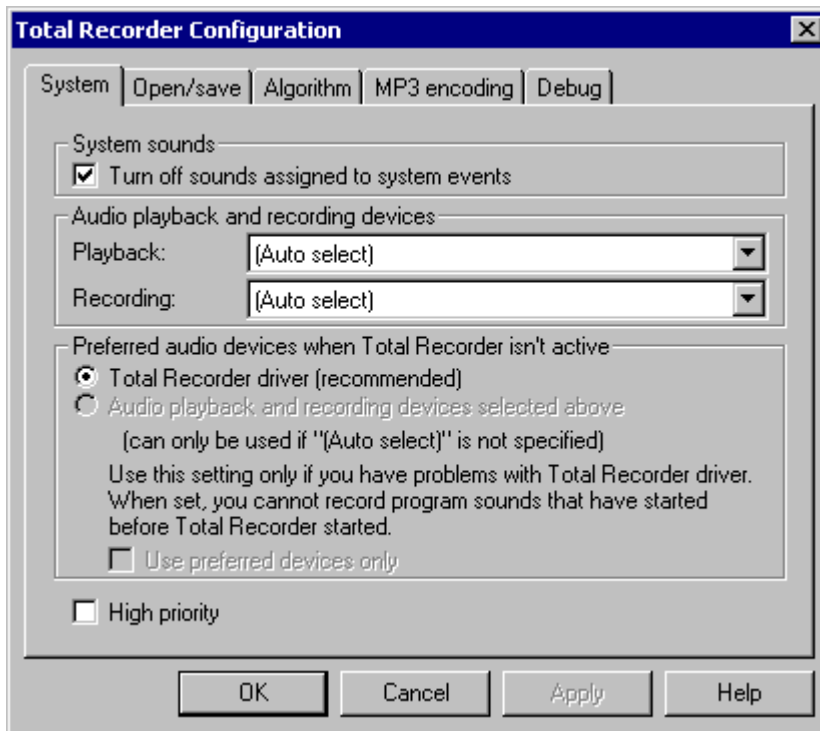 Total Recorder Configuration
System Open/save Algorithm MP3 encoding Debug
System sounds
Turn off sounds assigned to system events
Audio playback and recording devices
Playback: (Auto select)
Recording: (Auto select)
Preferred audio devices when Total Recorder isn't active
Total Recorder driver (recommended)
Audio playback and recording devices selected above
(can only be used if "(Auto select)" is not specified)
Use this setting only if you have problems with Total Recorder driver.
When set, you cannot record program sounds that have started
before Total Recorder started.
Use preferred devices only
High priority
OK Cancel Apply Help